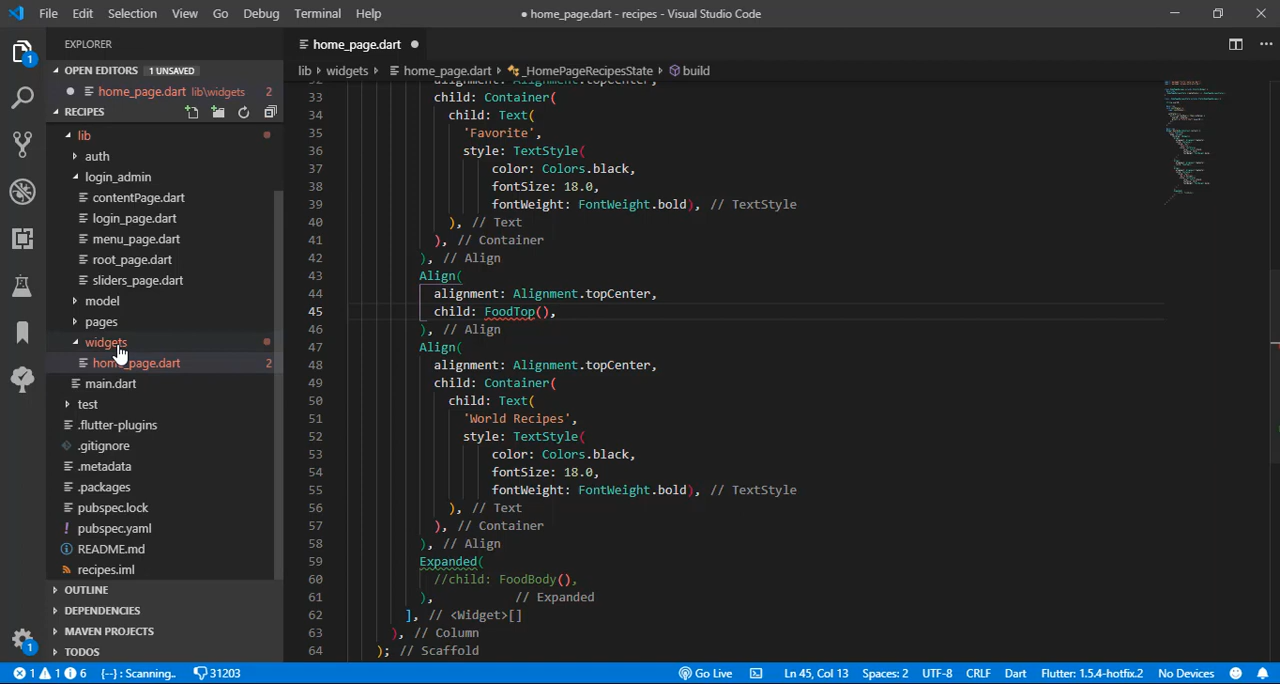 File Edit Selection View Go Debug Terminal Help
● home_page.dart - recipes - Visual Studio Code
EXPLORER
OPEN EDITORS 1 UNSAVED
home_page.dart lib\widgets 2
RECIPES
lib
auth
login_admin
contentPage.dart
login_page.dart
menu_page.dart
root_page.dart
sliders_page.dart
model
pages
widgets
home_page.dart 2
main.dart
test
.flutter-plugins
.gitignore
.metadata
.packages
pubspec.lock
! pubspec.yaml
README.md
recipes.iml
OUTLINE
DEPENDENCIES
MAVEN PROJECTS
TODOS
1
1
home_page.dart
lib › widgets › home_page.dart › _HomePageRecipesState › build
32 alignment: Alignment.topCenter,
33 child: Container(
34 child: Text(
35 'Favorite',
36 style: TextStyle(
37 color: Colors.black,
38 fontSize: 18.0,
39 fontWeight: FontWeight.bold), // TextStyle
40 ), // Text
41 ), // Container
42 ), // Align
43 Align(
44 alignment: Alignment.topCenter,
45 child: FoodTop(),
46 ), // Align
47 Align(
48 alignment: Alignment.topCenter,
49 child: Container(
50 child: Text(
51 'World Recipes',
52 style: TextStyle(
53 color: Colors.black,
54 fontSize: 18.0,
55 fontWeight: FontWeight.bold), // TextStyle
56 ), // Text
57 ), // Container
58 ), // Align
59 Expanded(
60 //child: FoodBody(),
61 ), // Expanded
62 ], // <Widget>[]
63 ), // Column
64 ); // Scaffold
1 1 6 {--} : Scanning.. 31203
Go Live Ln 45, Col 13 Spaces: 2 UTF-8 CRLF Dart Flutter: 1.5.4-hotfix.2 No Devices